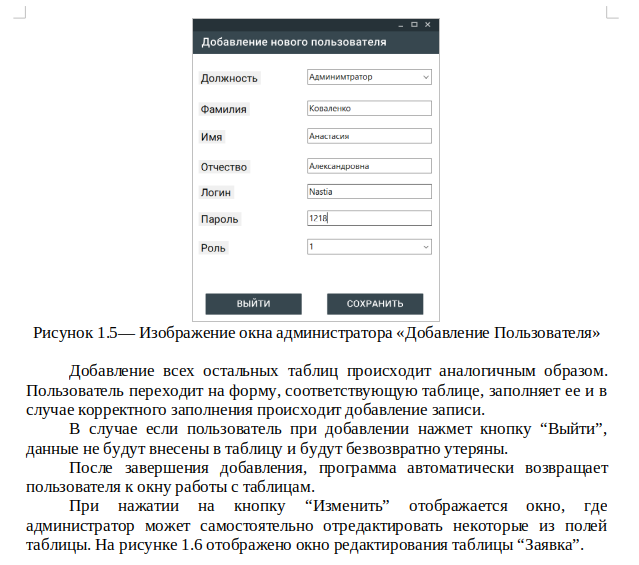 Добавление нового пользователя
Должность Админимтратор
Фамилия Коваленко
Имя Анастасия
Отчество Александровна
Логин Nastia
Пароль 1218
Роль 1
ВЫЙТИ СОХРАНИТЬ
Рисунок 1.5— Изображение окна администратора «Добавление Пользователя»
Добавление всех остальных таблиц происходит аналогичным образом.
Пользователь переходит на форму, соответствующую таблице, заполняет ее и в
случае корректного заполнения происходит добавление записи.
В случае если пользователь при добавлении нажмет кнопку “Выйти”,
данные не будут внесены в таблицу и будут безвозвратно утеряны.
После завершения добавления, программа автоматически возвращает
пользователя к окну работы с таблицам.
При нажатии на кнопку “Изменить” отображается окно, где
администратор может самостоятельно отредактировать некоторые из полей
таблицы. На рисунке 1.6 отображено окно редактирования таблицы “Заявка”.